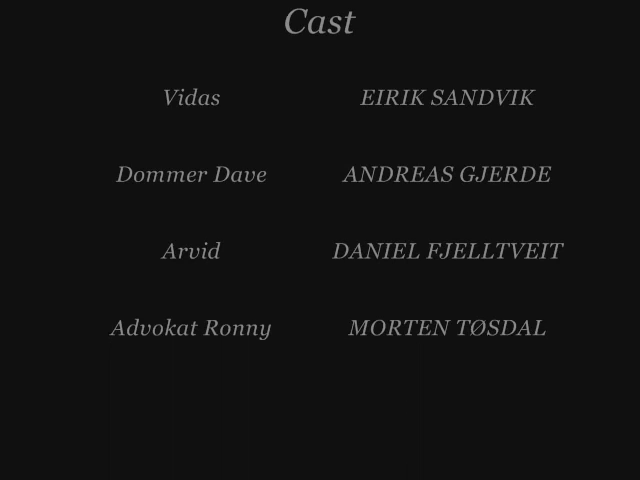 Cast
Vidas EIRIK SANDVIK
Dommer Dave ANDREAS GJERDE
Arvid DANIEL FJELLTVEIT
Advokat Ronny MORTEN TØSDAL